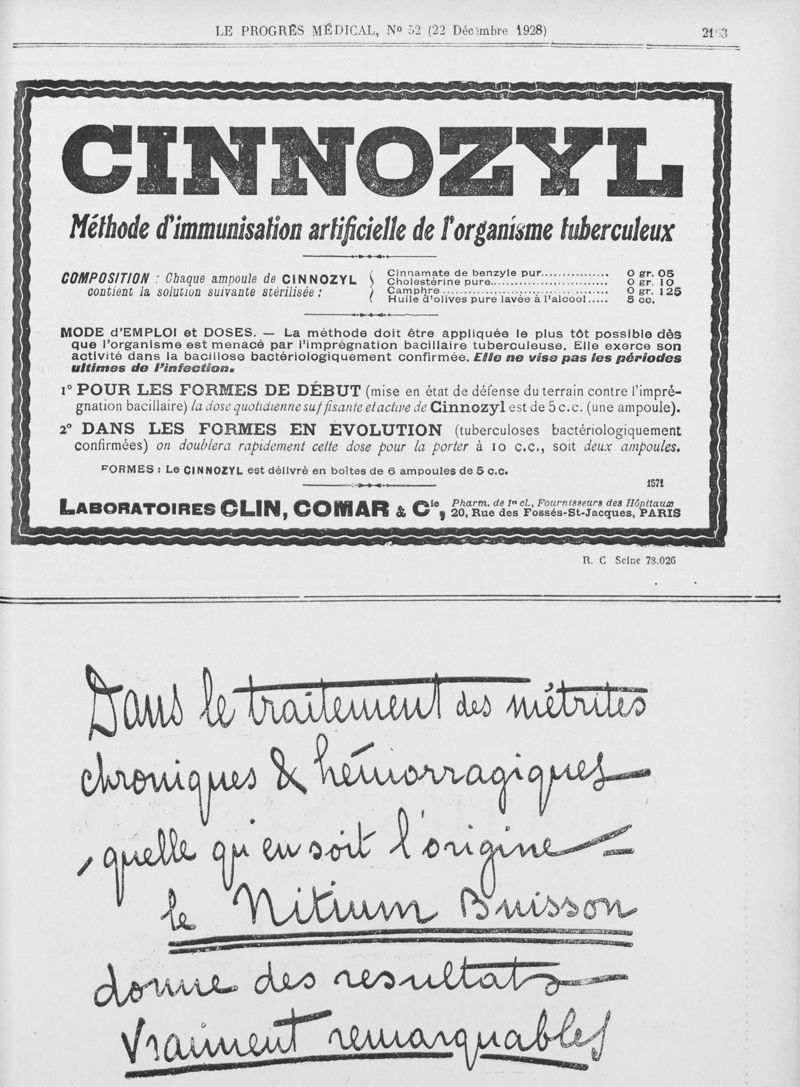 LE PROGRÈS MÉDICAL, No 52 (22 Décembre 1928)
CINNOZYL
Méthode d'immunisation artificielle de l'organisme tuberculeux
COMPOSITION : Chaque ampoule de CINNOZYL
contient la solution suivante stérilisée :
Cinnamate de benzyle pur............... 0 gr. 05
Cholestérine pure......................... 0 gr. 10
Camphre .................................... 0 gr. 125
Huile d'olives pure lavée à l'alcool..... 5 cc.
MODE d'EMPLOI et DOSES. — La méthode doit être appliquée le plus tôt possible dès
que l'organisme est menacé par l'imprégnation bacillaire tuberculeuse. Elle exerce son
activité dans la bacillose bactériologiquement confirmée. Elle ne vise pas les périodes
ultimes de l'infection.
1º POUR LES FORMES DE DÉBUT (mise en état de défense du terrain contre l'impré-
gnation bacillaire) la dose quotidienne suffisante et active de Cinnozyl est de 5 c.c. (une ampoule).
2º DANS LES FORMES EN ÉVOLUTION (tuberculoses bactériologiquement
confirmées) on doublera rapidement cette dose pour la porter à 10 c.c., soit deux ampoules.
FORMES : Le CINNOZYL est délivré en boîtes de 6 ampoules de 5 c.c.
1571
LABORATOIRES CLIN, COMAR & Cie, Pharm. de 1re cl., Fournisseurs des Hôpitaux
20, Rue des Fossés-St-Jacques, PARIS
R. C Seine 78.026
Dans le traitement des métrites
chroniques & hémorragiques
, quelle qu'en soit l'origine
le Nitium Buisson
donne des resultats
vraiment remarquables